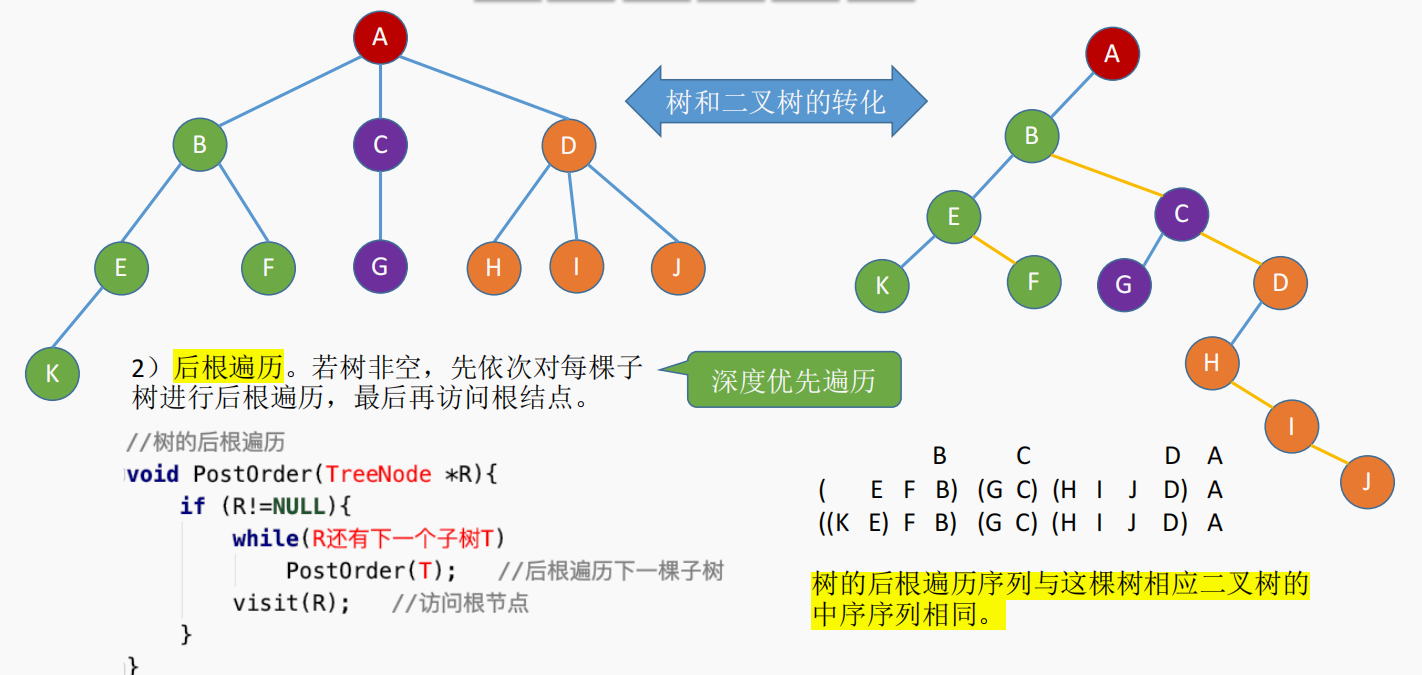 A
A
树和二叉树的转化
B
C
D
B
E
C
E
F
G
H
I
J
K
F
G
D
K
2）后根遍历。若树非空，先依次对每棵子
树进行后根遍历，最后再访问根结点。
深度优先遍历
H
I
J
//树的后根遍历
void PostOrder(TreeNode *R){
if (R!=NULL){
while(R还有下一个子树T)
PostOrder(T); //后根遍历下一棵子树
visit(R); //访问根节点
}
}
B C D A
( E F B) (G C) (H I J D) A
((K E) F B) (G C) (H I J D) A
树的后根遍历序列与这棵树相应二叉树的
中序序列相同。